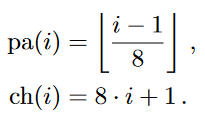 pa(i) = ⌊(i − 1)/8⌋ ,
ch(i) = 8 · i + 1 .